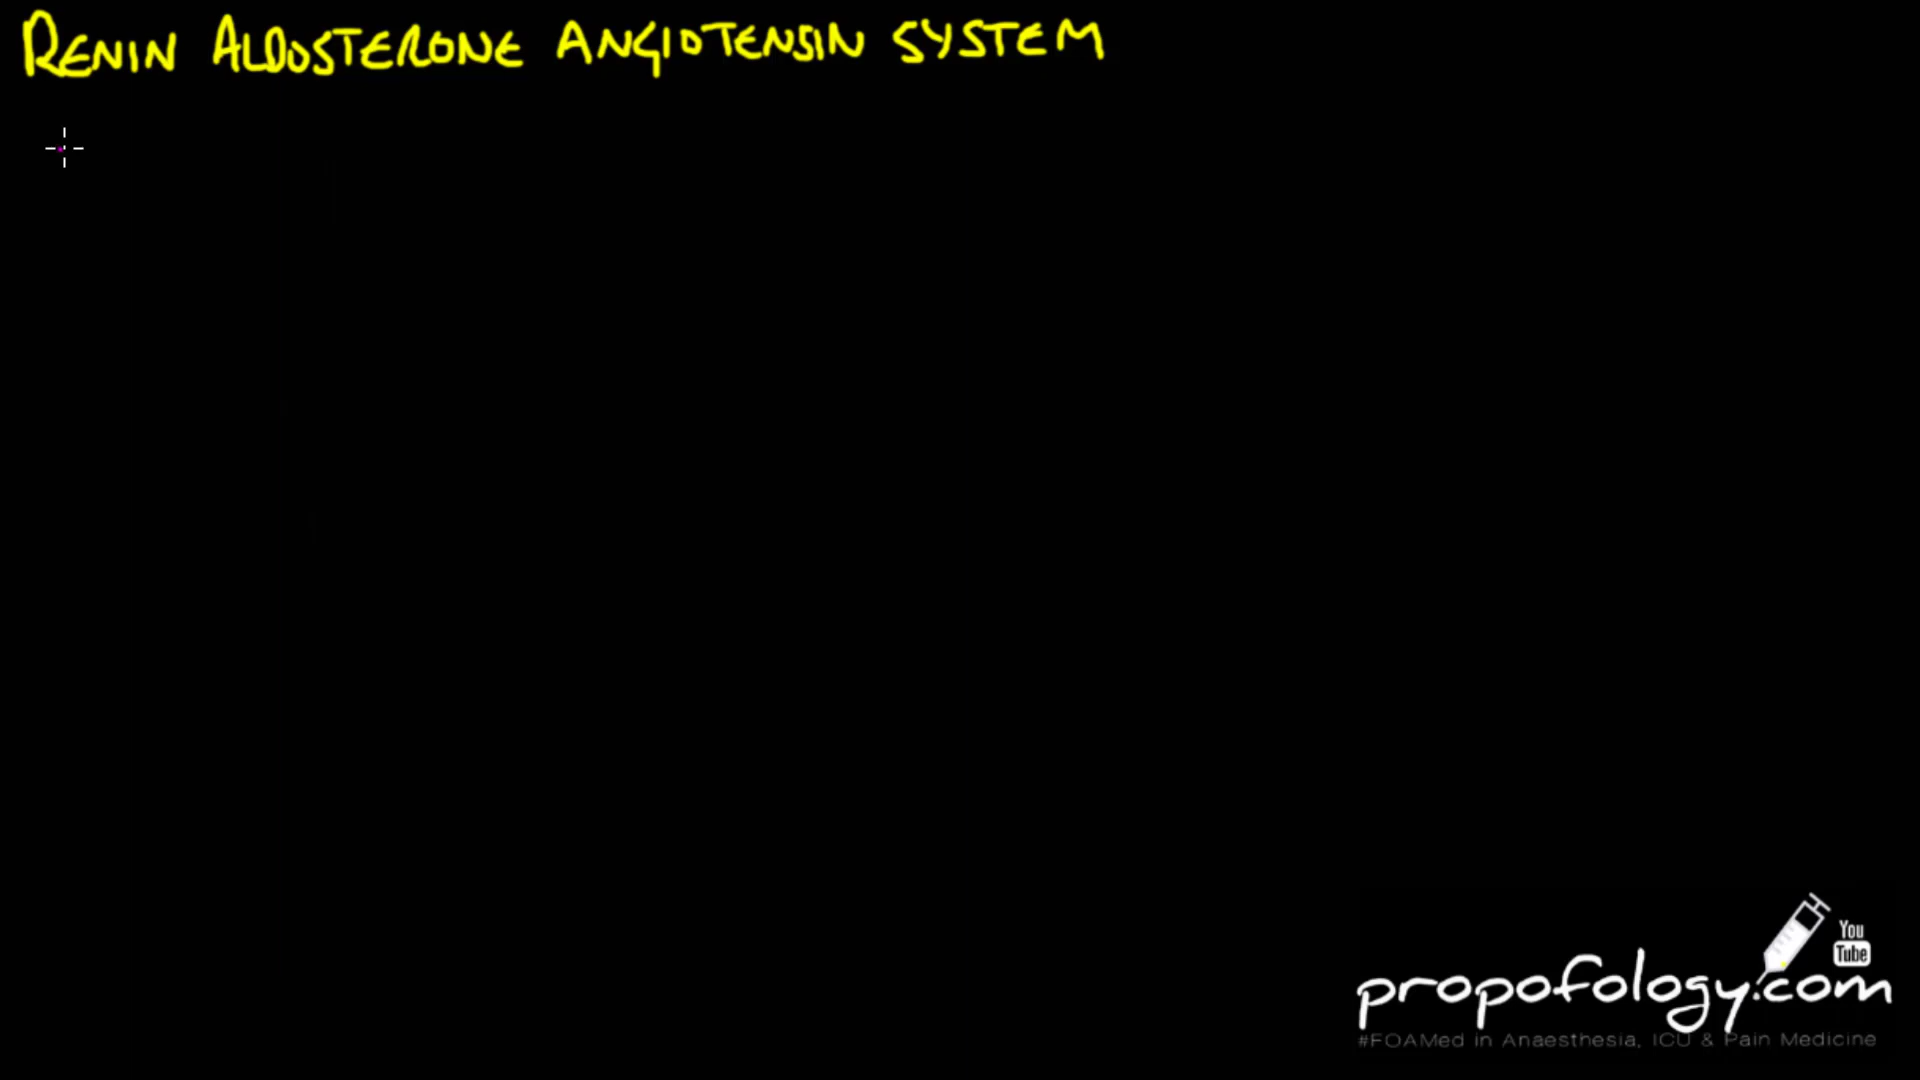 RENIN ALDOSTERONE ANGIOTENSIN SYSTEM
You
Tube
propofology.com
#FOAMed in Anaesthesia, ICU & Pain Medicine